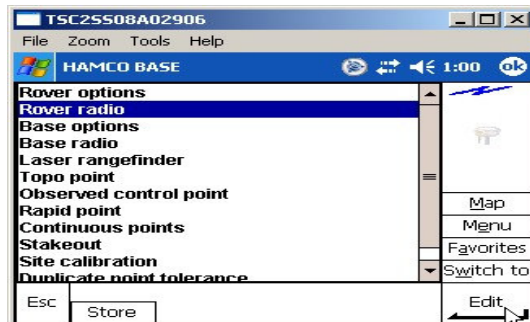 TSC2SS08A02906
File Zoom Tools Help
HAMCO BASE 1:00 ok
Rover options
Rover radio
Base options
Base radio
Laser rangefinder
Topo point
Observed control point
Rapid point
Continuous points
Stakeout
Site calibration
Duplicate point tolerance
Map
Menu
Favorites
Switch to
Esc
Store
Edit